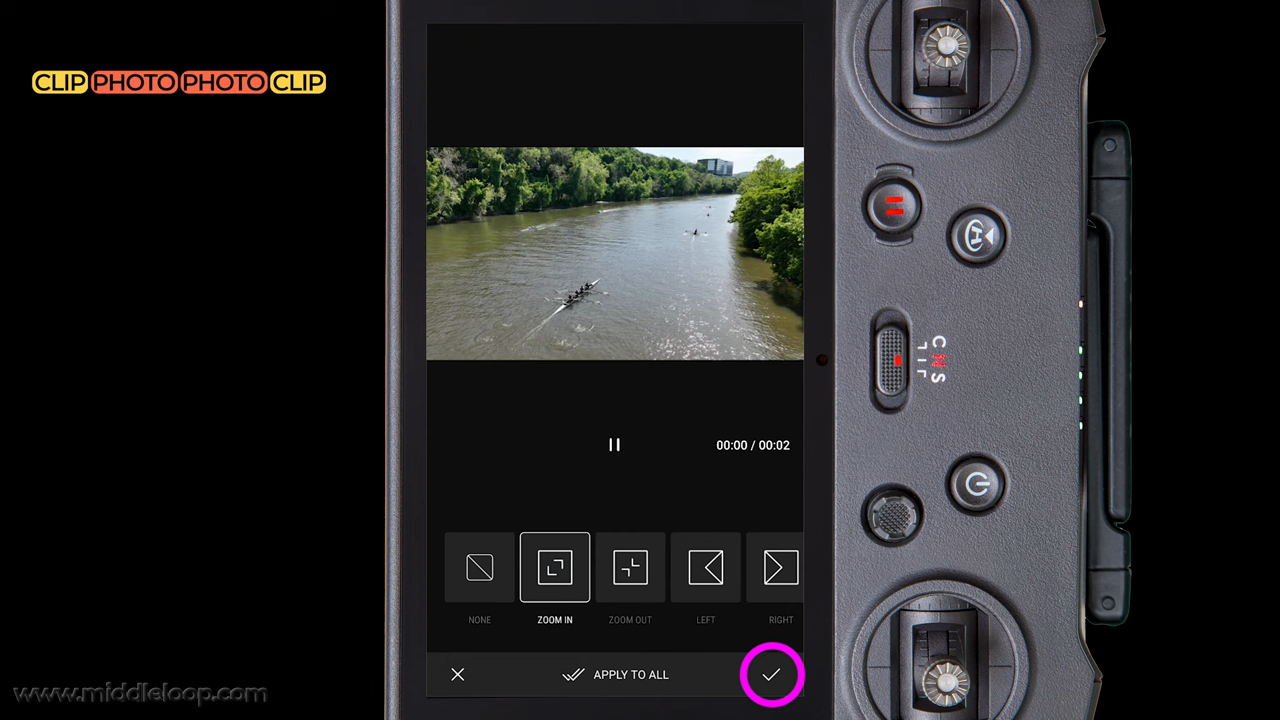 CLIP PHOTO PHOTO CLIP
00:00 / 00:02
NONE ZOOM IN ZOOM OUT LEFT RIGHT
APPLY TO ALL
C N S
www.middleloop.com